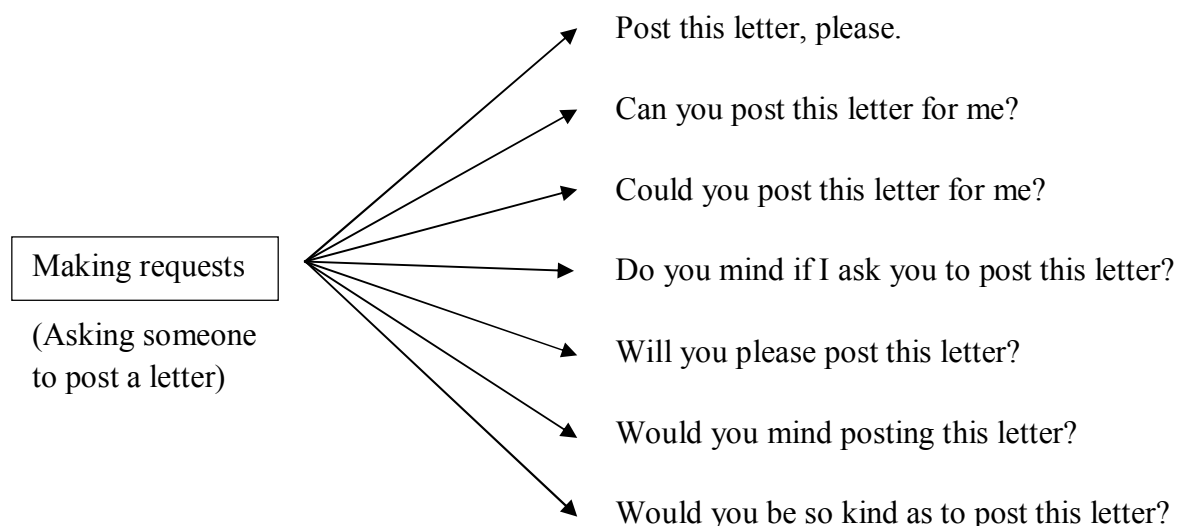 Post this letter, please.
Can you post this letter for me?
Could you post this letter for me?
Making requests
(Asking someone
to post a letter)
Do you mind if I ask you to post this letter?
Will you please post this letter?
Would you mind posting this letter?
Would you be so kind as to post this letter?